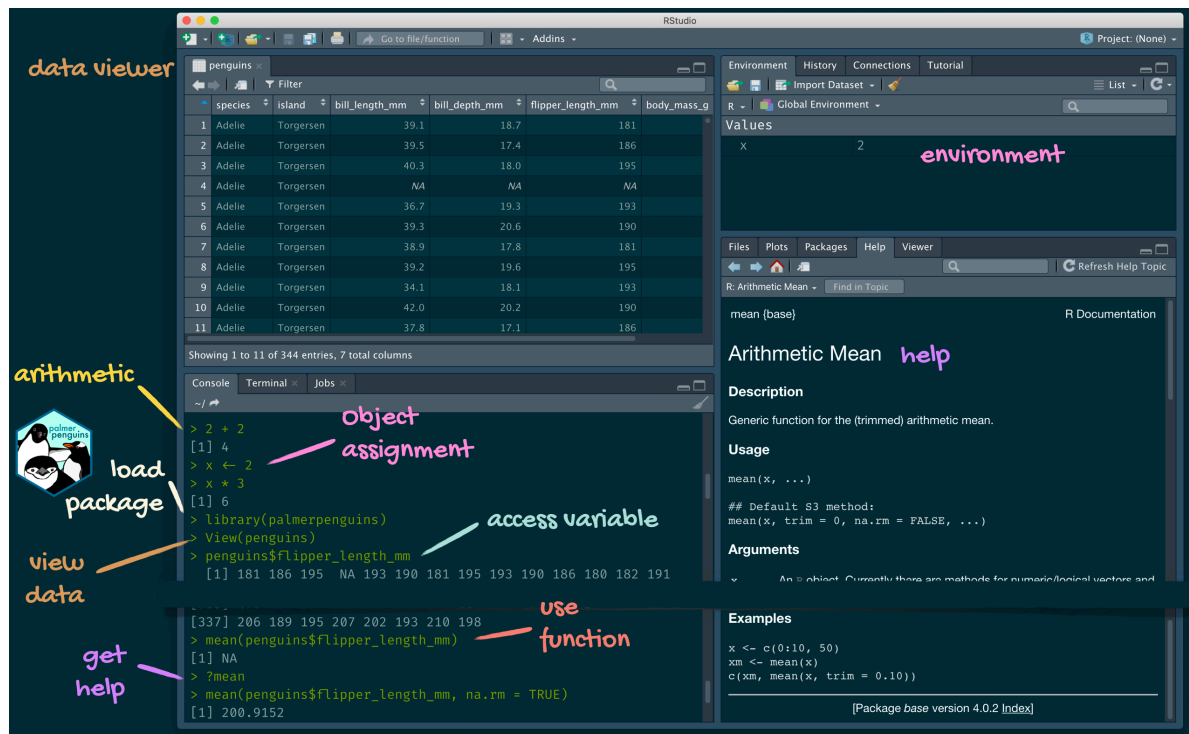 RStudio
Go to file/function
Addins
Project: (None)
data viewer
penguins
Filter
species island bill_length_mm bill_depth_mm flipper_length_mm body_mass_g
1 Adelie Torgersen 39.1 18.7 181
2 Adelie Torgersen 39.5 17.4 186
3 Adelie Torgersen 40.3 18.0 195
4 Adelie Torgersen NA NA NA
5 Adelie Torgersen 36.7 19.3 193
6 Adelie Torgersen 39.3 20.6 190
7 Adelie Torgersen 38.9 17.8 181
8 Adelie Torgersen 39.2 19.6 195
9 Adelie Torgersen 34.1 18.1 193
10 Adelie Torgersen 42.0 20.2 190
11 Adelie Torgersen 37.8 17.1 186
Showing 1 to 11 of 344 entries, 7 total columns
Environment History Connections Tutorial
Import Dataset
List
R Global Environment
Values
x 2
environment
arithmetic
palmer
penguins
load
package
view
data
get
help
Console Terminal Jobs
~/
> 2 + 2
[1] 4
> x ← 2
> x * 3
[1] 6
> library(palmerpenguins)
> View(penguins)
> penguins$flipper_length_mm
[1] 181 186 195 NA 193 190 181 195 193 190 186 180 182 191
[337] 206 189 195 207 202 193 210 198
> mean(penguins$flipper_length_mm)
[1] NA
> ?mean
> mean(penguins$flipper_length_mm, na.rm = TRUE)
[1] 200.9152
object
assignment
access variable
use
function
Files Plots Packages Help Viewer
Refresh Help Topic
R: Arithmetic Mean
Find in Topic
mean {base} R Documentation
Arithmetic Mean
help
Description
Generic function for the (trimmed) arithmetic mean.
Usage
mean(x, ...)
## Default S3 method:
mean(x, trim = 0, na.rm = FALSE, ...)
Arguments
x An R object. Currently there are methods for numeric/logical vectors and
Examples
x <- c(0:10, 50)
xm <- mean(x)
c(xm, mean(x, trim = 0.10))
[Package base version 4.0.2 Index]